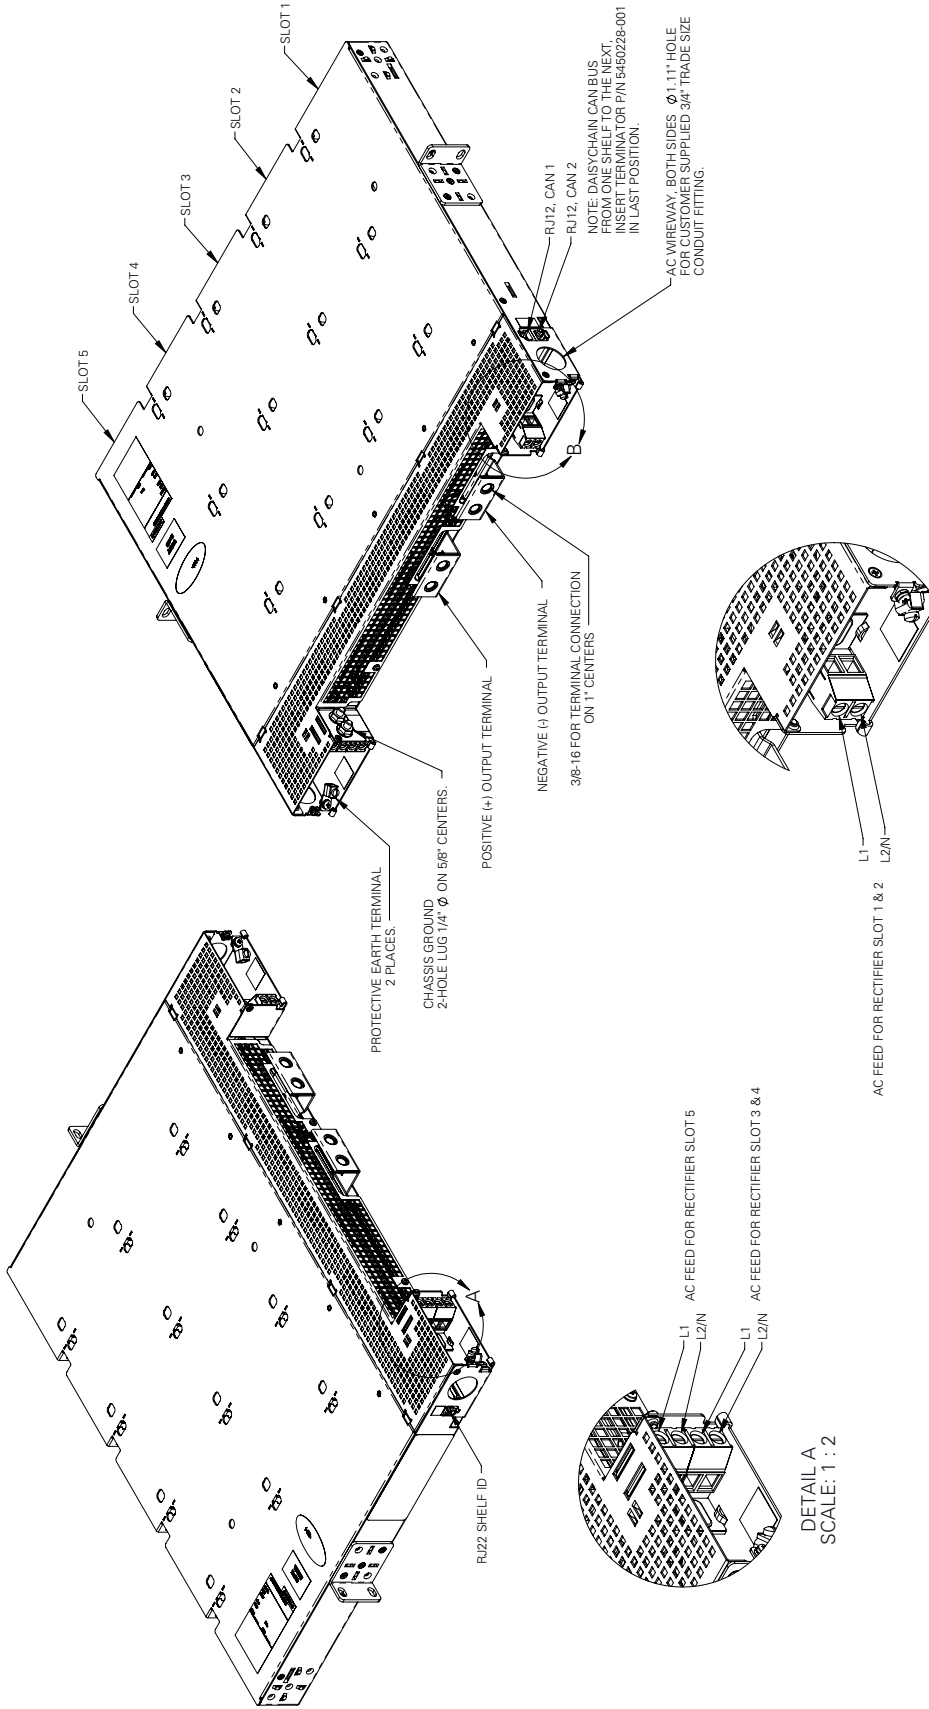 SLOT 1
SLOT 2
SLOT 3
SLOT 4
SLOT 5
RJ12, CAN 1
RJ12, CAN 2
NOTE: DAISYCHAIN CAN BUS
FROM ONE SHELF TO THE NEXT,
INSERT TERMINATOR P/N 5450228-001
IN LAST POSITION.
AC WIREWAY, BOTH SIDES Ø 1.11" HOLE
FOR CUSTOMER SUPPLIED 3/4" TRADE SIZE
CONDUIT FITTING.
B
3/8-16 FOR TERMINAL CONNECTION
ON 1" CENTERS
NEGATIVE (-) OUTPUT TERMINAL
POSITIVE (+) OUTPUT TERMINAL
CHASSIS GROUND
2-HOLE LUG 1/4" Ø ON 5/8" CENTERS.
PROTECTIVE EARTH TERMINAL
2 PLACES.
A
RJ22 SHELF ID
L1
L2/N
AC FEED FOR RECTIFIER SLOT 5
L1
L2/N
AC FEED FOR RECTIFIER SLOT 3 & 4
DETAIL A
SCALE: 1 : 2
L1
L2/N
AC FEED FOR RECTIFIER SLOT 1 & 2